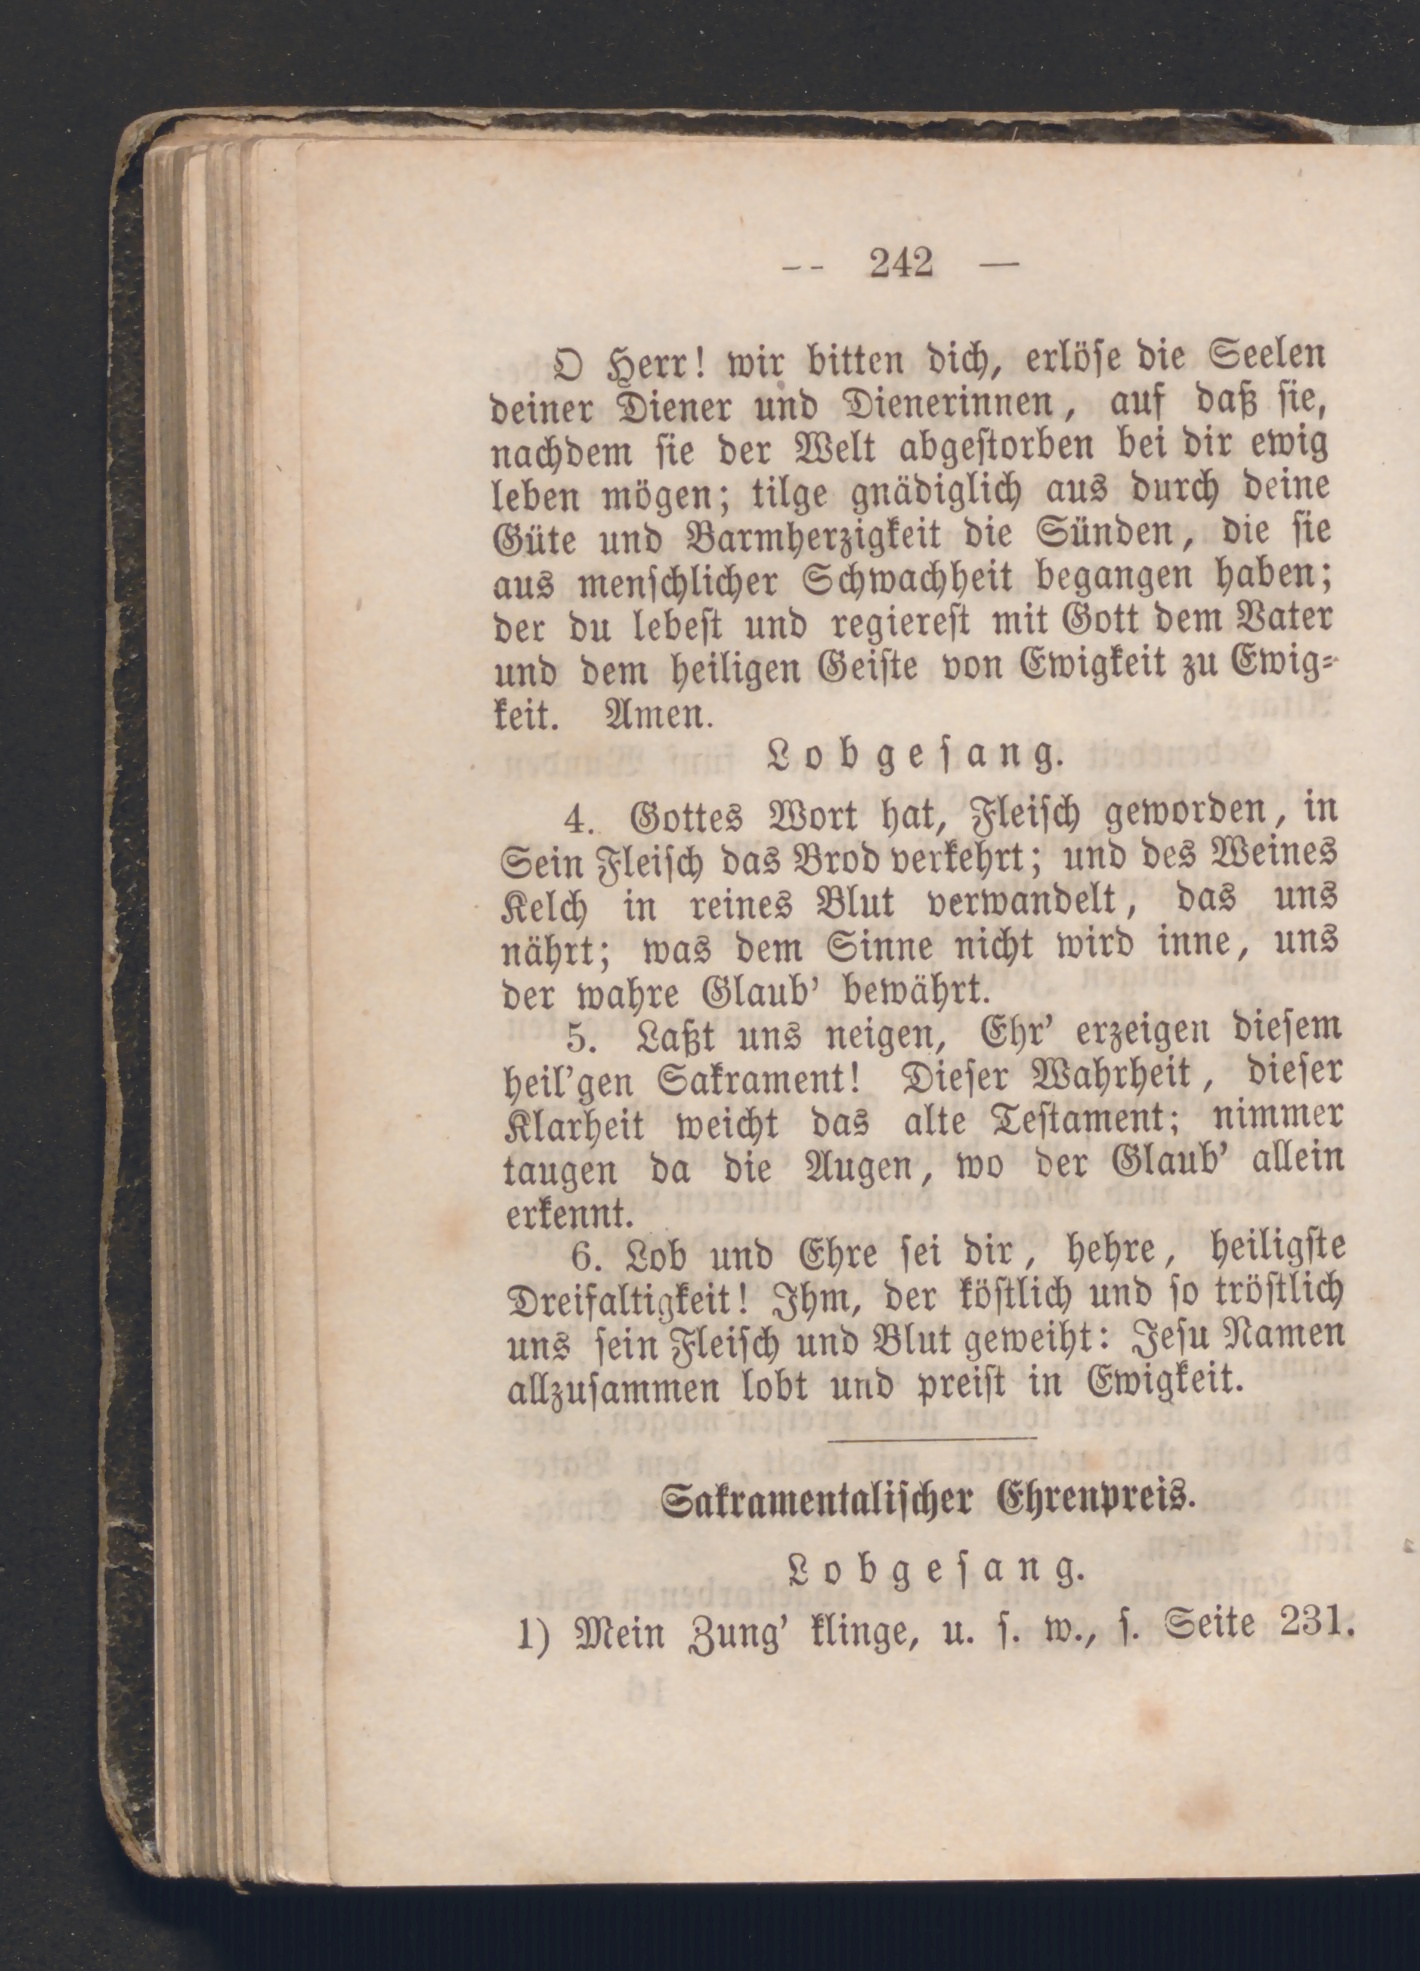 -- 242 —
O Herr! wir bitten dich, erlöse die Seelen
deiner Diener und Dienerinnen, auf daß sie,
nachdem sie der Welt abgestorben bei dir ewig
leben mögen; tilge gnädiglich aus durch deine
Güte und Barmherzigkeit die Sünden, die sie
aus menschlicher Schwachheit begangen haben;
der du lebest und regierest mit Gott dem Vater
und dem heiligen Geiste von Ewigkeit zu Ewig-
keit. Amen.
Lobgesang.
4. Gottes Wort hat, Fleisch geworden, in
Sein Fleisch das Brod verkehrt; und des Weines
Kelch in reines Blut verwandelt, das uns
nährt; was dem Sinne nicht wird inne, uns
der wahre Glaub' bewährt.
5. Laßt uns neigen, Ehr' erzeigen diesem
heil'gen Sakrament! Dieser Wahrheit, dieser
Klarheit weicht das alte Testament; nimmer
taugen da die Augen, wo der Glaub' allein
erkennt.
6. Lob und Ehre sei dir, hehre, heiligste
Dreifaltigkeit! Ihm, der köstlich und so tröstlich
uns sein Fleisch und Blut geweiht: Jesu Namen
allzusammen lobt und preist in Ewigkeit.
Sakramentalischer Ehrenpreis.
Lobgesang.
1) Mein Zung' klinge, u. s. w., s. Seite 231.